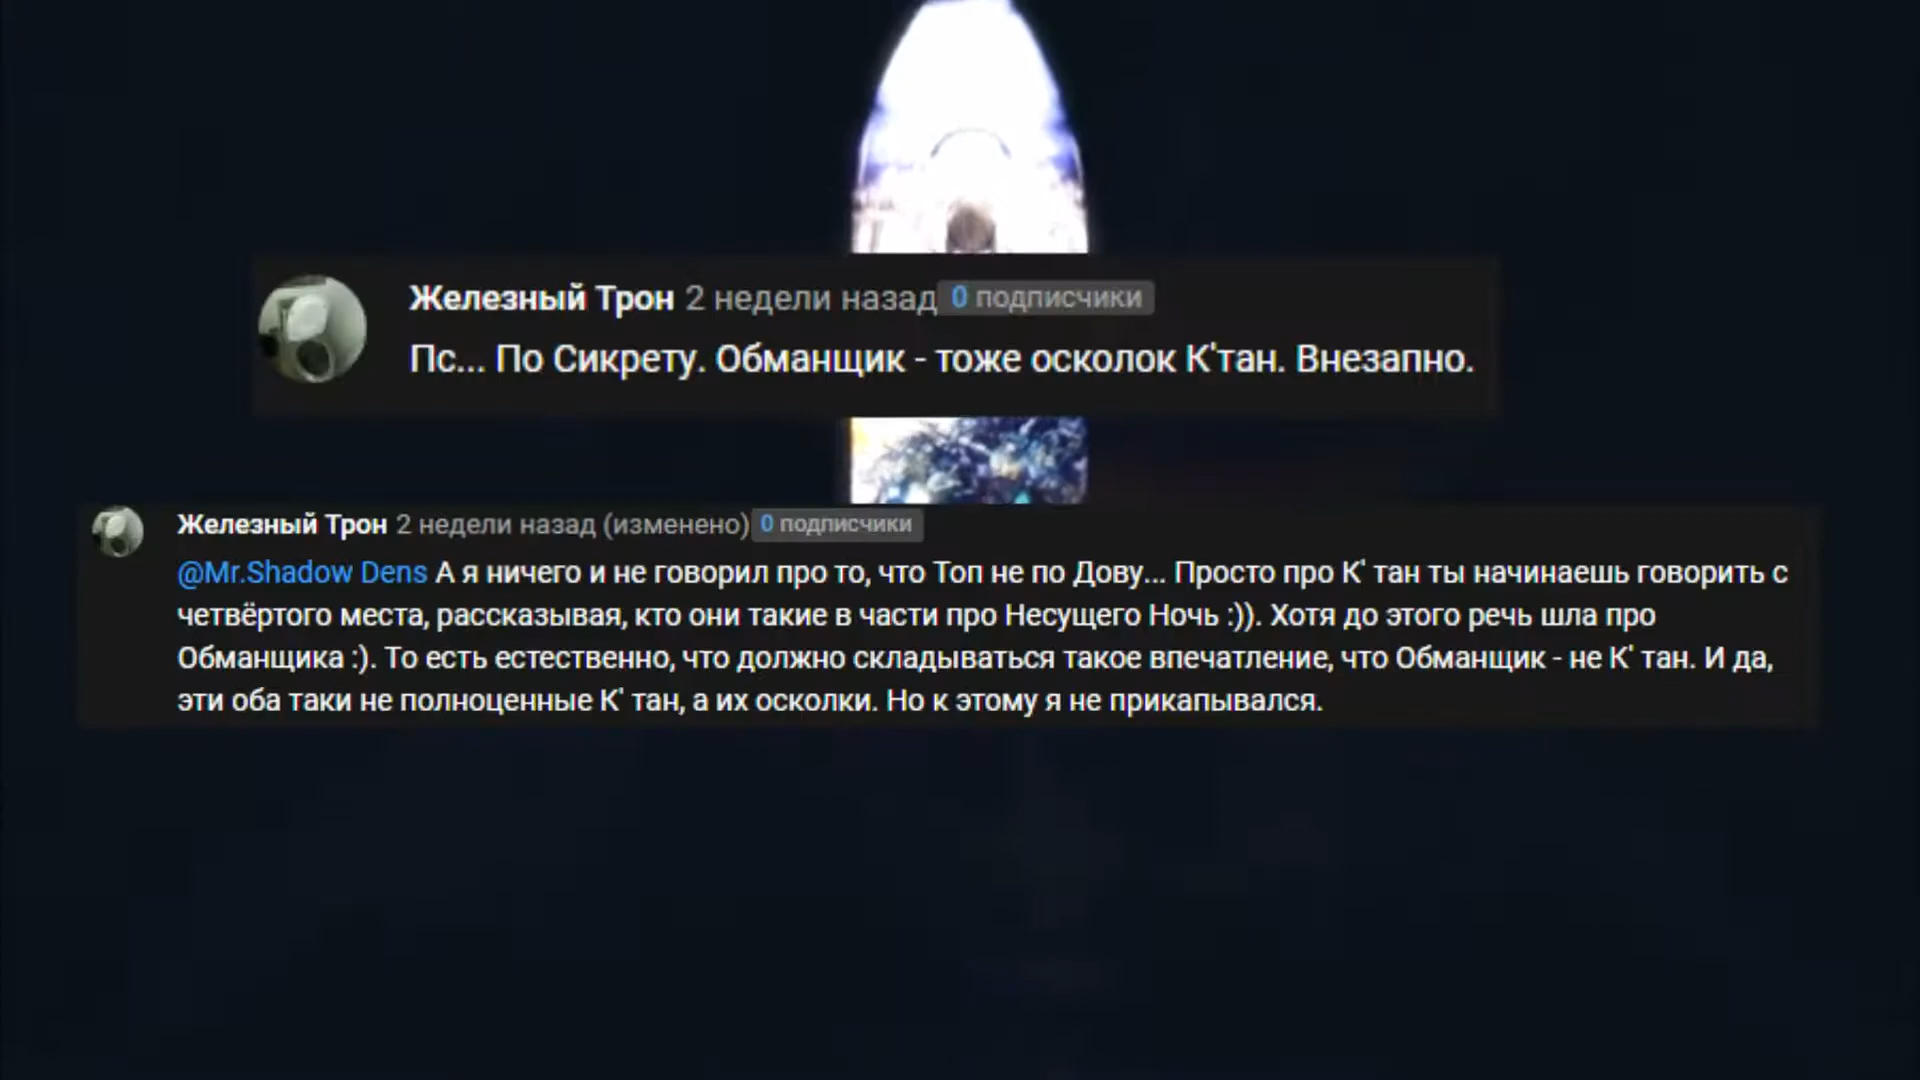 Железный Трон 2 недели назад 0 подписчики
Пс... По Сикрету. Обманщик - тоже осколок К'тан. Внезапно.
Железный Трон 2 недели назад (изменено) 0 подписчики
@Mr.Shadow Dens А я ничего и не говорил про то, что Топ не по Дову... Просто про К' тан ты начинаешь говорить с
четвёртого места, рассказывая, кто они такие в части про Несущего Ночь :)). Хотя до этого речь шла про
Обманщика :). То есть естественно, что должно складываться такое впечатление, что Обманщик - не К' тан. И да,
эти оба таки не полноценные К' тан, а их осколки. Но к этому я не прикапывался.